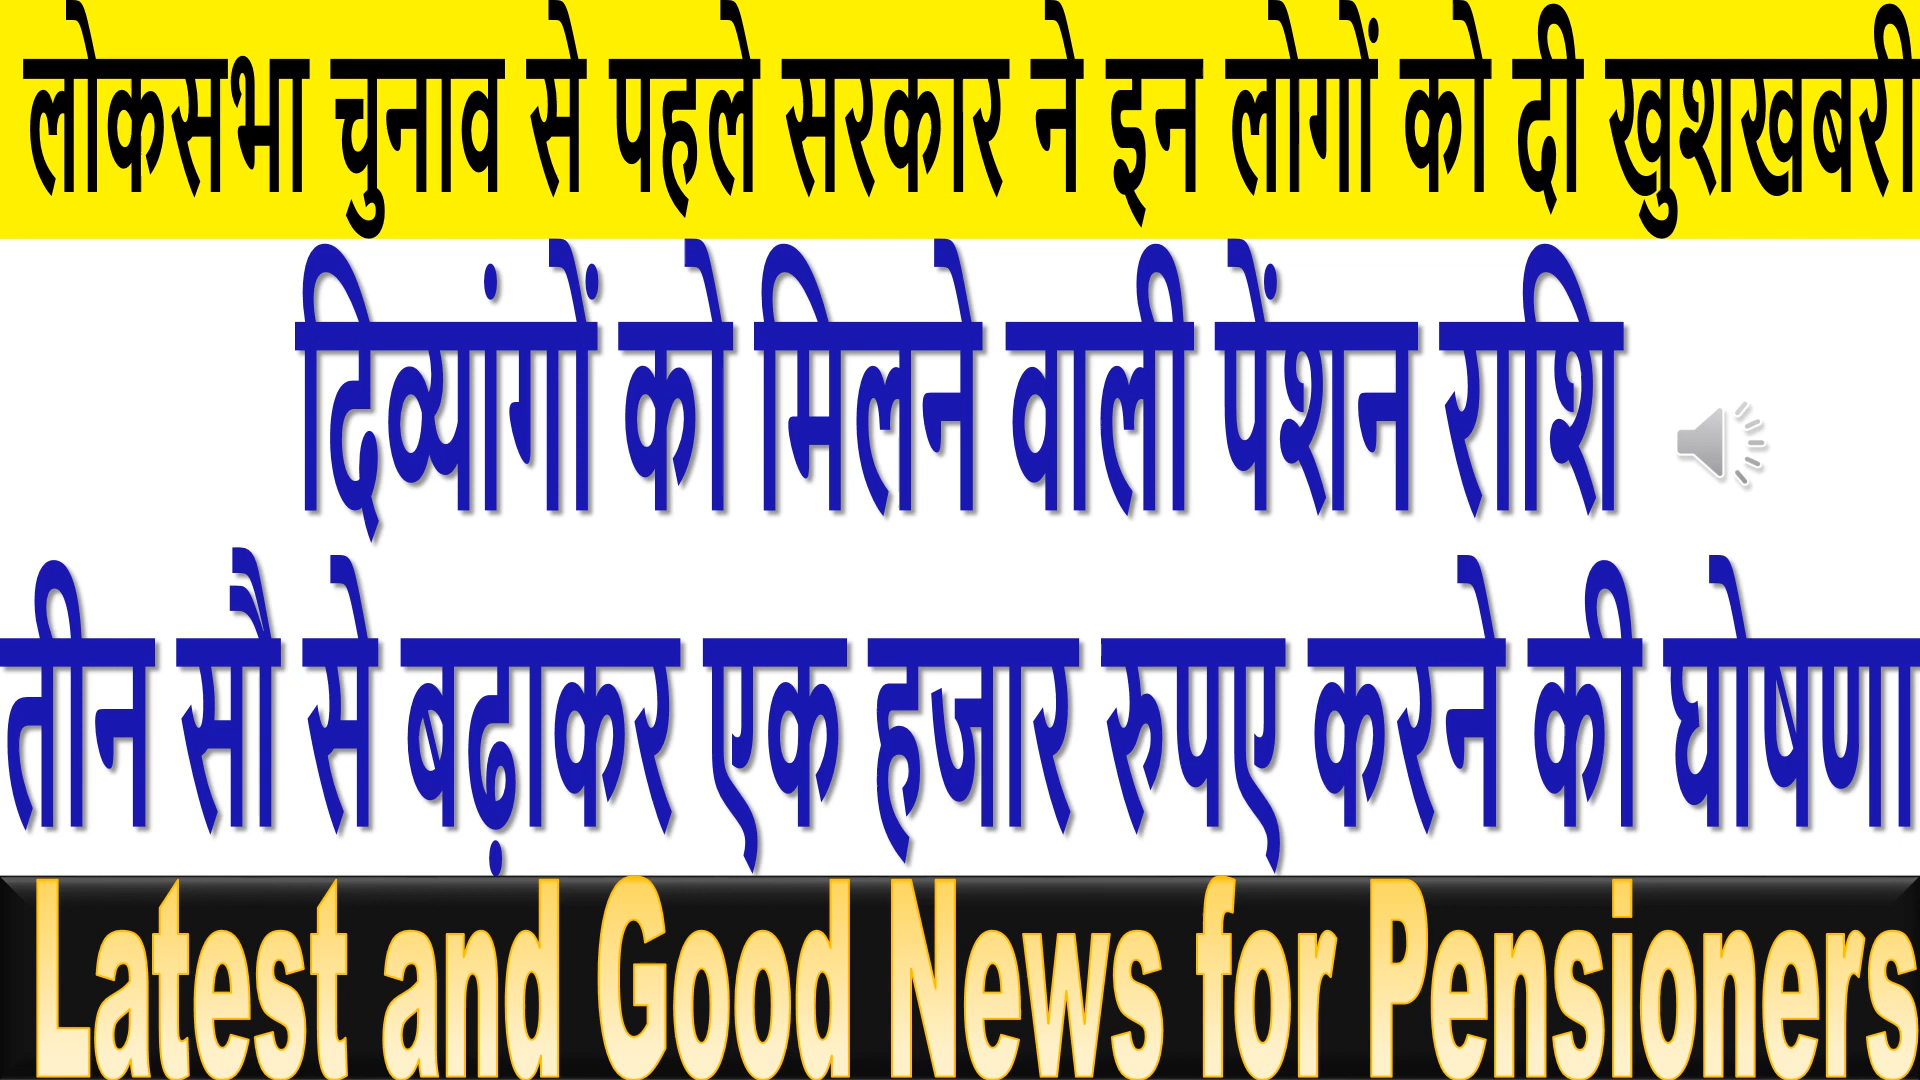 लोकसभा चुनाव से पहले सरकार ने इन लोगों को दी खुशखबरी
दिव्यांगों को मिलने वाली पेंशन राशि
तीन सौ से बढ़ाकर एक हजार रुपए करने की घोषणा
Latest and Good News for Pensioners